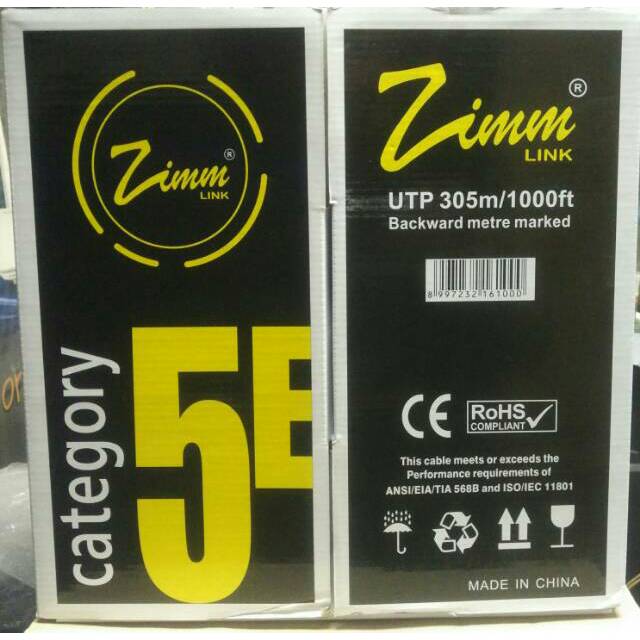 Zimm®
LINK
category
5E
Zimm®
LINK
UTP 305m/1000ft
Backward metre marked
8 997232 161000
CE
RoHS
COMPLIANT
This cable meets or exceeds the
Performance requirements of
ANSI/EIA/TIA 568B and ISO/IEC 11801
MADE IN CHINA
or